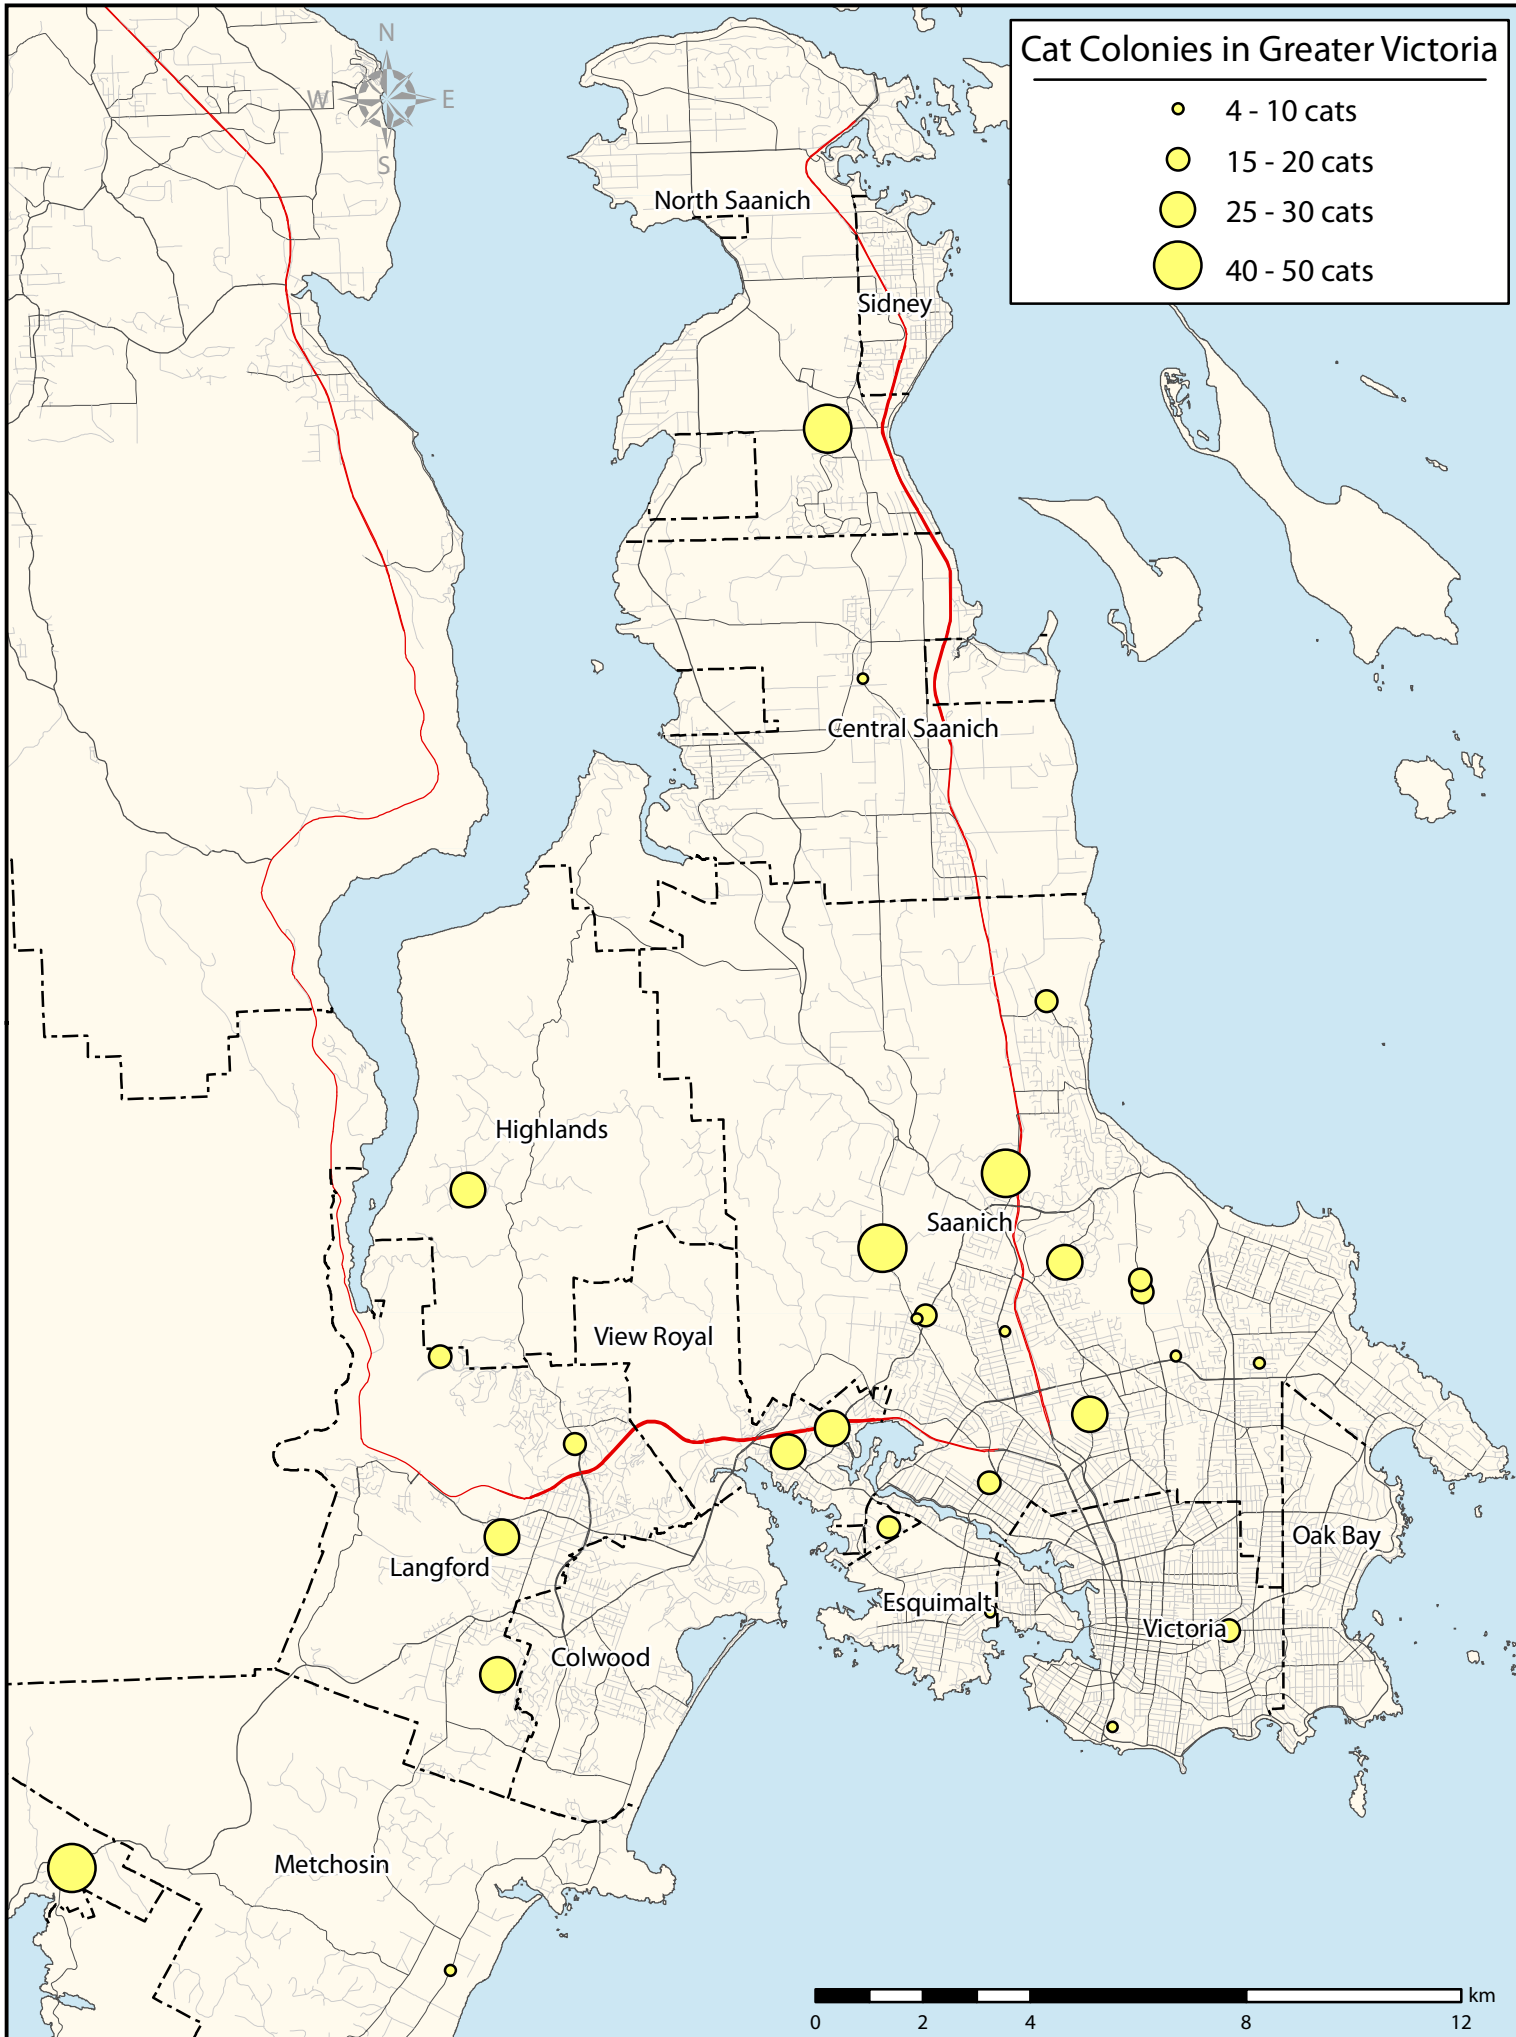 N
W
E
S
Cat Colonies in Greater Victoria
4 - 10 cats
15 - 20 cats
25 - 30 cats
40 - 50 cats
North Saanich
Sidney
Central Saanich
Highlands
Saanich
View Royal
Oak Bay
Langford
Esquimalt
Victoria
Colwood
Metchosin
km
0 2 4 8 12